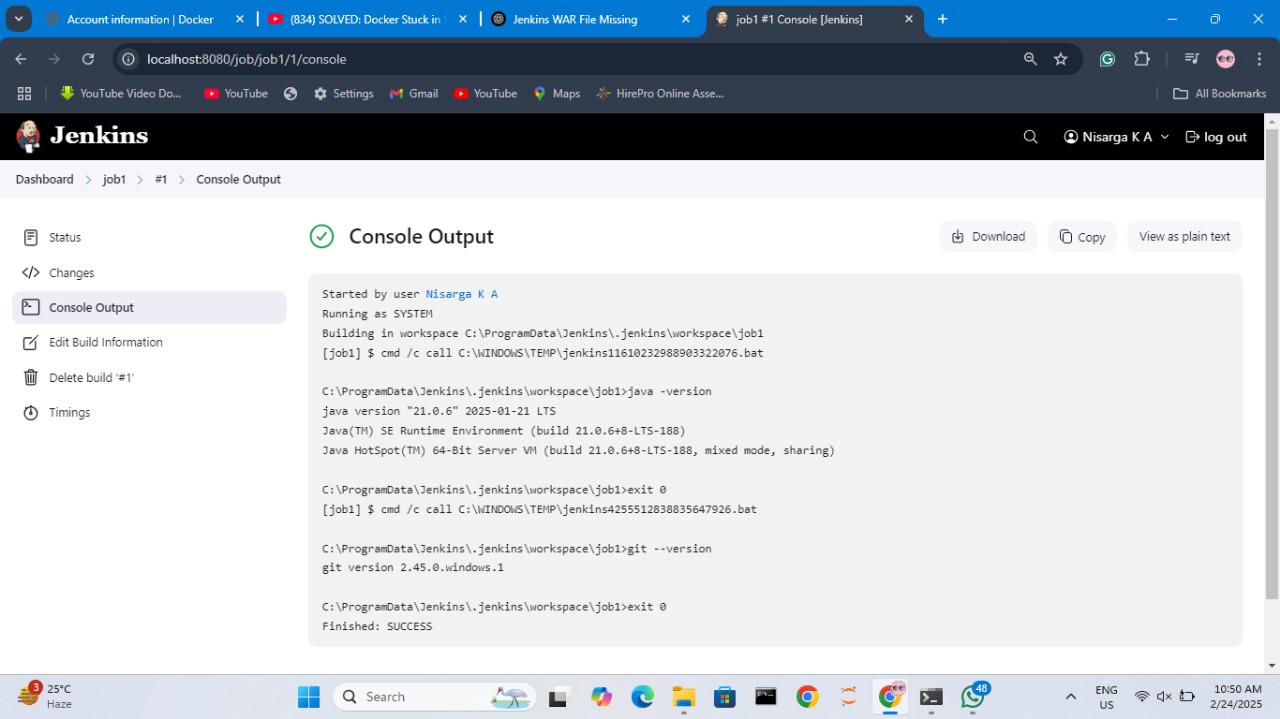 Account information | Docker
(834) SOLVED: Docker Stuck in S
Jenkins WAR File Missing
job1 #1 Console [Jenkins]
localhost:8080/job/job1/1/console
YouTube Video Do...
YouTube
Settings
Gmail
YouTube
Maps
HirePro Online Asse...
All Bookmarks
Jenkins
Nisarga K A
log out
Dashboard
job1
#1
Console Output
Status
Changes
Console Output
Edit Build Information
Delete build ‘#1’
Timings
Console Output
Download
Copy
View as plain text
Started by user Nisarga K A
Running as SYSTEM
Building in workspace C:\ProgramData\Jenkins\.jenkins\workspace\job1
[job1] $ cmd /c call C:\WINDOWS\TEMP\jenkins11610232988903322076.bat
C:\ProgramData\Jenkins\.jenkins\workspace\job1>java -version
java version "21.0.6" 2025-01-21 LTS
Java(TM) SE Runtime Environment (build 21.0.6+8-LTS-188)
Java HotSpot(TM) 64-Bit Server VM (build 21.0.6+8-LTS-188, mixed mode, sharing)
C:\ProgramData\Jenkins\.jenkins\workspace\job1>exit 0
[job1] $ cmd /c call C:\WINDOWS\TEMP\jenkins4255512838835647926.bat
C:\ProgramData\Jenkins\.jenkins\workspace\job1>git --version
git version 2.45.0.windows.1
C:\ProgramData\Jenkins\.jenkins\workspace\job1>exit 0
Finished: SUCCESS
3
25°C
Haze
Search
48
ENG
US
10:50 AM
2/24/2025